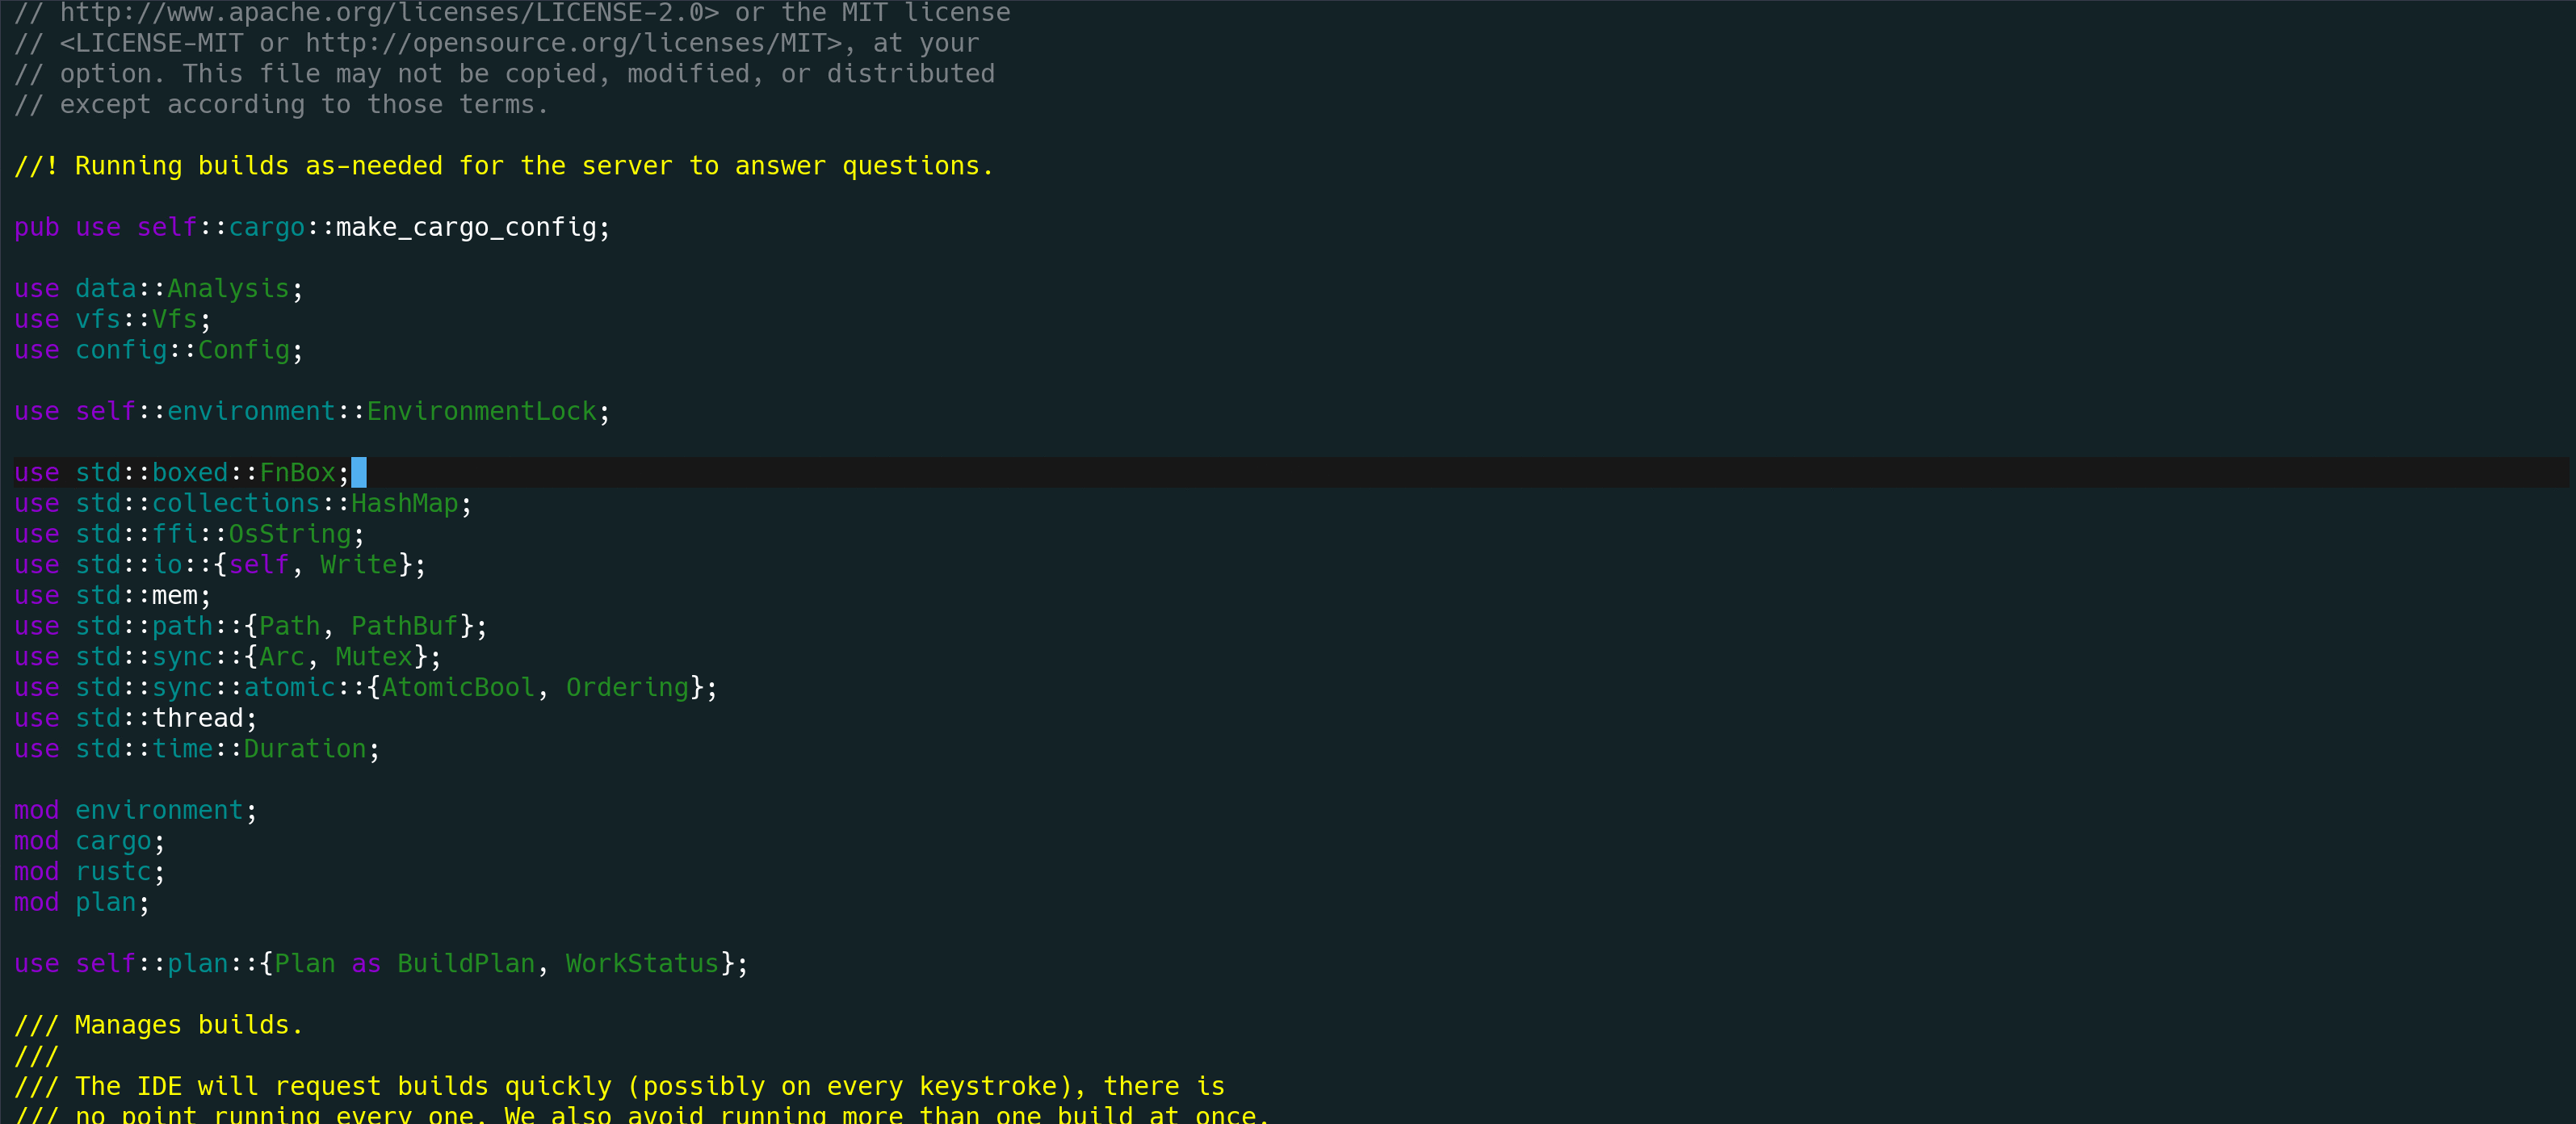 // http://www.apache.org/licenses/LICENSE-2.0> or the MIT license
// <LICENSE-MIT or http://opensource.org/licenses/MIT>, at your
// option. This file may not be copied, modified, or distributed
// except according to those terms.

//! Running builds as-needed for the server to answer questions.

pub use self::cargo::make_cargo_config;

use data::Analysis;
use vfs::Vfs;
use config::Config;

use self::environment::EnvironmentLock;

use std::boxed::FnBox;
use std::collections::HashMap;
use std::ffi::OsString;
use std::io::{self, Write};
use std::mem;
use std::path::{Path, PathBuf};
use std::sync::{Arc, Mutex};
use std::sync::atomic::{AtomicBool, Ordering};
use std::thread;
use std::time::Duration;

mod environment;
mod cargo;
mod rustc;
mod plan;

use self::plan::{Plan as BuildPlan, WorkStatus};

/// Manages builds.
///
/// The IDE will request builds quickly (possibly on every keystroke), there is
/// no point running every one. We also avoid running more than one build at once.